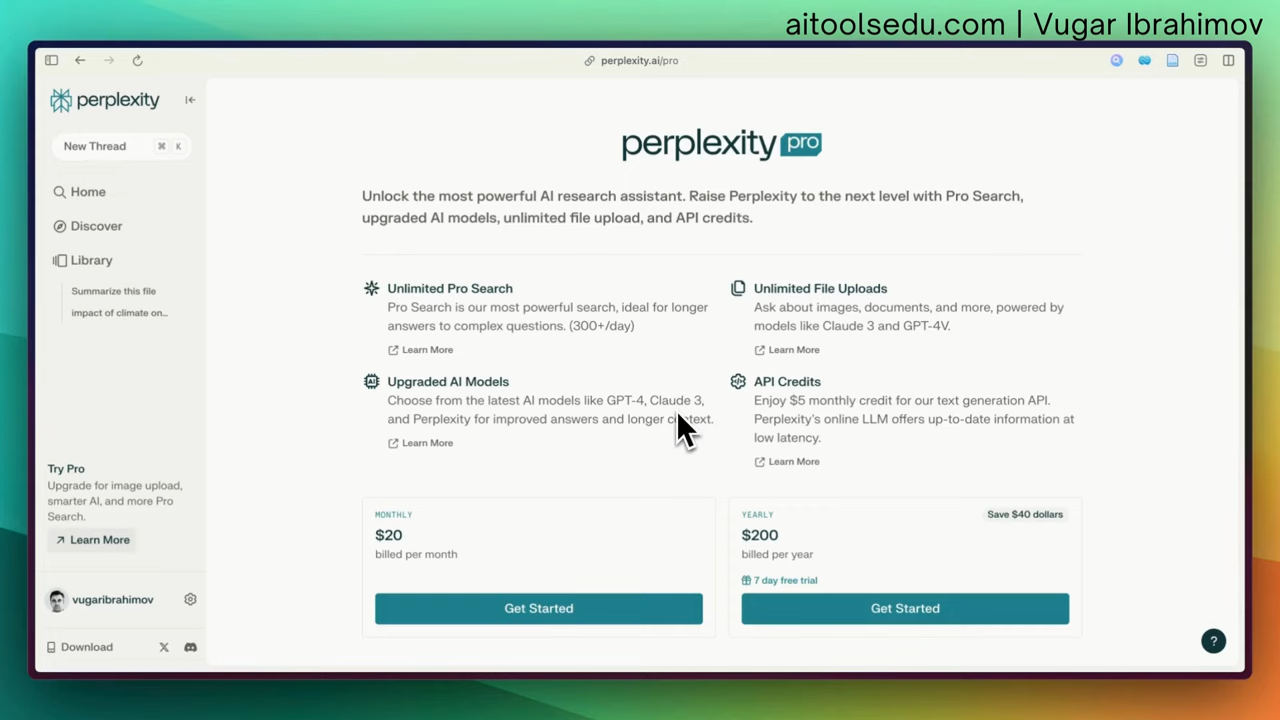 aitoolsedu.com | Vugar Ibrahimov
perplexity.ai/pro
perplexity
New Thread ⌘ K
Home
Discover
Library
Summarize this file
impact of climate on...
Try Pro
Upgrade for image upload,
smarter AI, and more Pro
Search.
Learn More
vugaribrahimov
Download
perplexity pro
Unlock the most powerful AI research assistant. Raise Perplexity to the next level with Pro Search,
upgraded AI models, unlimited file upload, and API credits.
Unlimited Pro Search
Pro Search is our most powerful search, ideal for longer
answers to complex questions. (300+/day)
Learn More
Unlimited File Uploads
Ask about images, documents, and more, powered by
models like Claude 3 and GPT-4V.
Learn More
Upgraded AI Models
Choose from the latest AI models like GPT-4, Claude 3,
and Perplexity for improved answers and longer context.
Learn More
API Credits
Enjoy $5 monthly credit for our text generation API.
Perplexity's online LLM offers up-to-date information at
low latency.
Learn More
MONTHLY
$20
billed per month
Get Started
YEARLY
Save $40 dollars
$200
billed per year
7 day free trial
Get Started
?